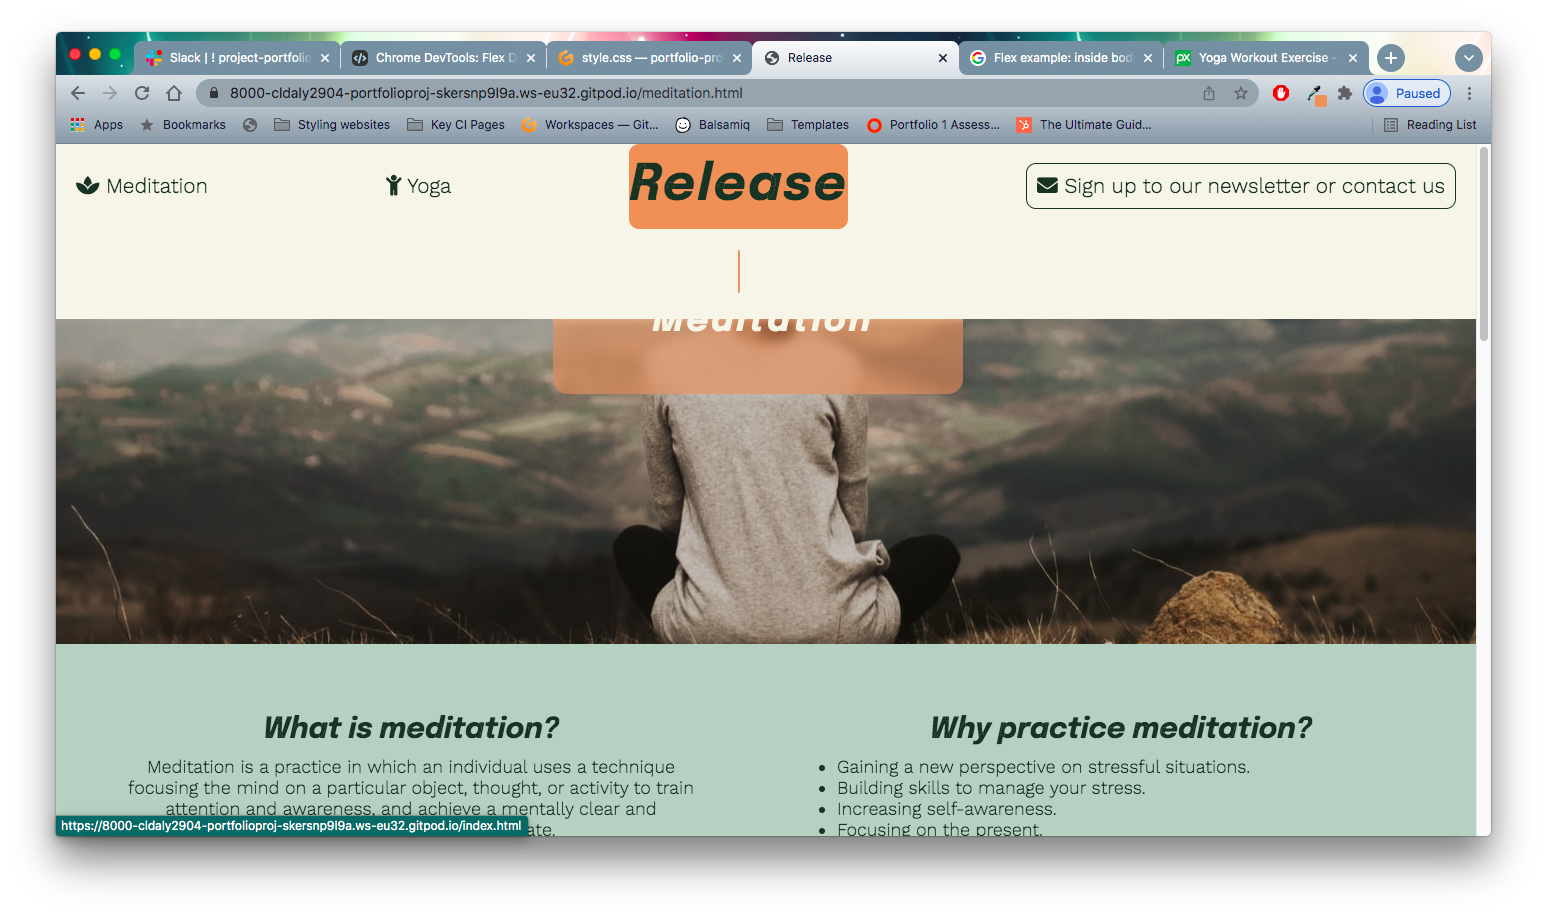 Slack | ! project-portfolio
Chrome DevTools: Flex D
style.css — portfolio-pro
Release
Flex example: inside bod
Yoga Workout Exercise -
8000-cldaly2904-portfolioproj-skersnp9l9a.ws-eu32.gitpod.io/meditation.html
Paused
Apps
Bookmarks
Styling websites
Key CI Pages
Workspaces — Git...
Balsamiq
Templates
Portfolio 1 Assess...
The Ultimate Guid...
Reading List
Meditation
Yoga
Release
Sign up to our newsletter or contact us
Meditation
What is meditation?
Meditation is a practice in which an individual uses a technique
focusing the mind on a particular object, thought, or activity to train
attention and awareness, and achieve a mentally clear and
ate.
Why practice meditation?
Gaining a new perspective on stressful situations.
Building skills to manage your stress.
Increasing self-awareness.
Focusing on the present.
https://8000-cldaly2904-portfolioproj-skersnp9l9a.ws-eu32.gitpod.io/index.html